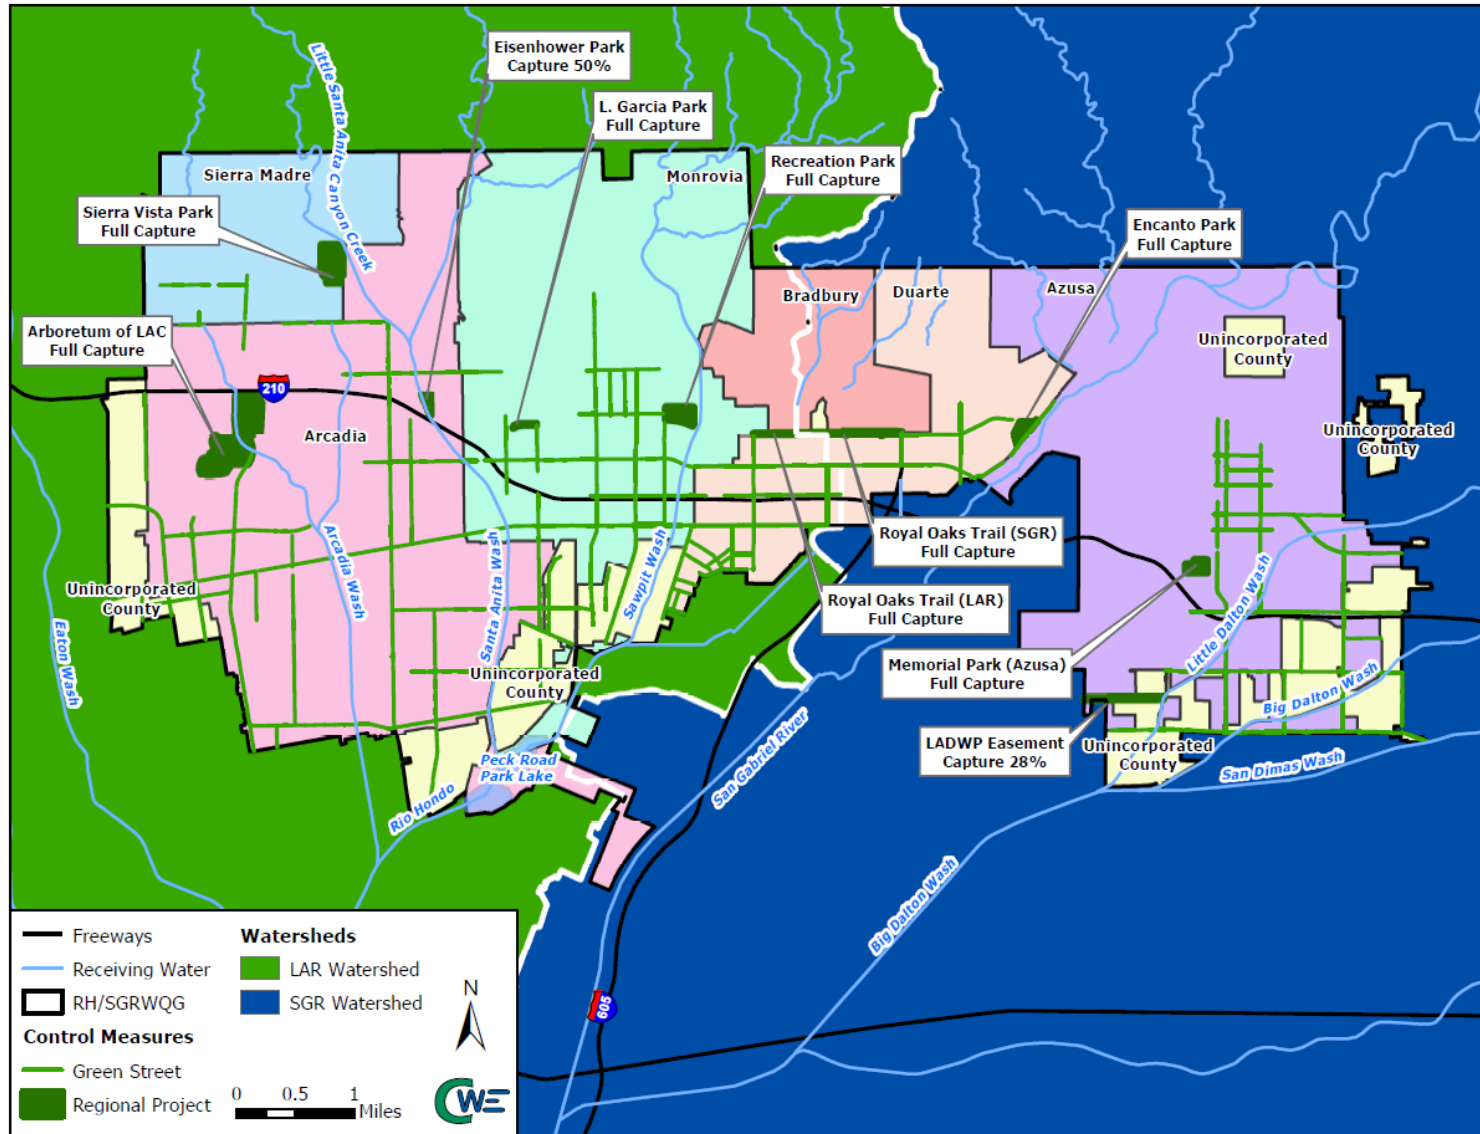 Eisenhower Park
Capture 50%
L. Garcia Park
Full Capture
Recreation Park
Full Capture
Little Santa Anita Canyon Creek
Sierra Madre
Monrovia
Sierra Vista Park
Full Capture
Encanto Park
Full Capture
Bradbury
Duarte
Azusa
Arboretum of LAC
Full Capture
Unincorporated
County
210
Arcadia
Unincorporated
County
Arcadia Wash
Santa Anita Wash
Sawpit Wash
Royal Oaks Trail (SGR)
Full Capture
Unincorporated
County
Royal Oaks Trail (LAR)
Full Capture
Eaton Wash
Little Dalton Wash
Unincorporated
County
Memorial Park (Azusa)
Full Capture
Big Dalton Wash
LADWP Easement
Capture 28%
Unincorporated
County
Peck Road
Park Lake
San Gabriel River
San Dimas Wash
Rio Hondo
Big Dalton Wash
605
Freeways
Receiving Water
RH/SGRWQG
Control Measures
Green Street
Regional Project
Watersheds
LAR Watershed
SGR Watershed
N
0 0.5 1
Miles
CWE